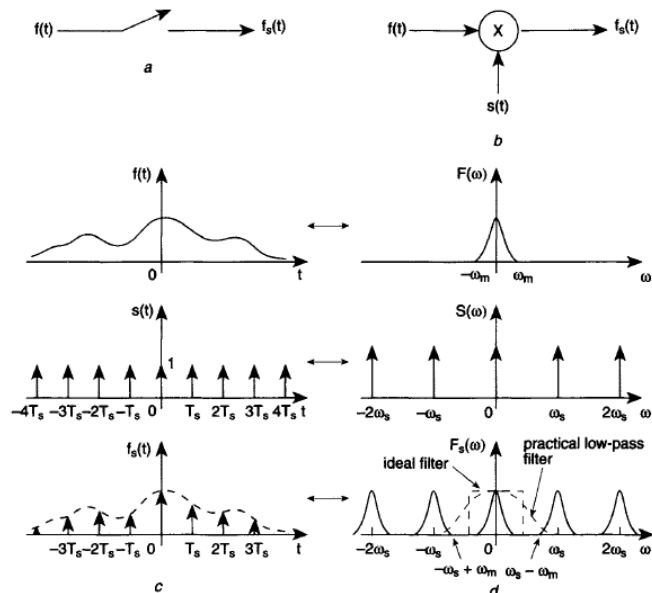 f(t) fₛ(t) f(t) X fₛ(t)
a
s(t)
b
f(t) F(ω)
0 t −ωₘ ωₘ ω
s(t) S(ω)
1
−4Tₛ −3Tₛ −2Tₛ −Tₛ 0 Tₛ 2Tₛ 3Tₛ 4Tₛ t −2ωₛ −ωₛ 0 ωₛ 2ωₛ ω
fₛ(t) Fₛ(ω) practical low-pass
ideal filter filter
−3Tₛ −2Tₛ −Tₛ 0 Tₛ 2Tₛ 3Tₛ t −2ωₛ −ωₛ 0 ωₛ 2ωₛ ω
−ωₛ + ωₘ ωₛ − ωₘ
c d